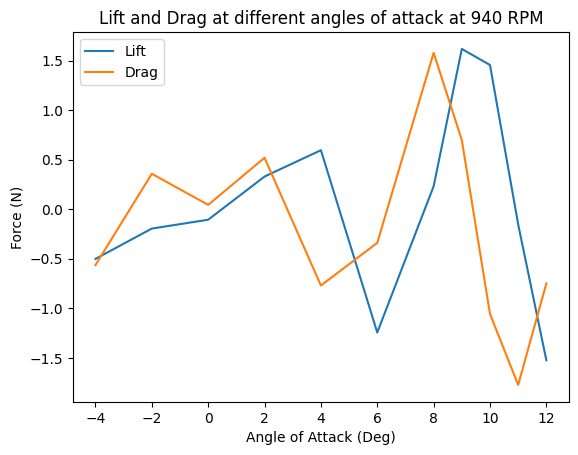 Lift and Drag at different angles of attack at 940 RPM
Lift
Drag
1.5
1.0
0.5
0.0
−0.5
−1.0
−1.5
Force (N)
−4 −2 0 2 4 6 8 10 12
Angle of Attack (Deg)